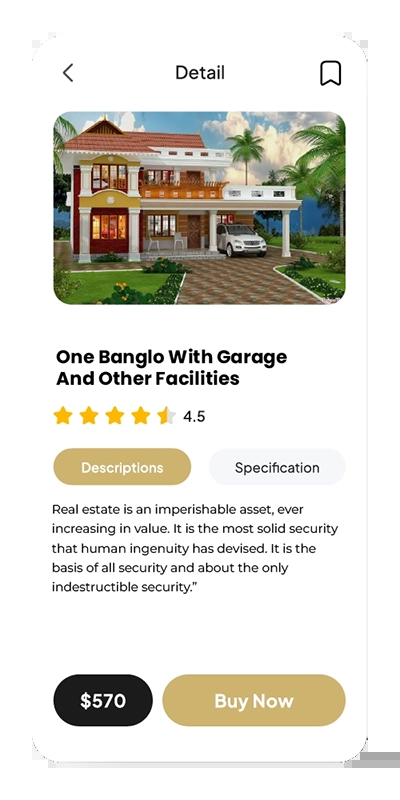 Detail
One Banglo With Garage
And Other Facilities
4.5
Descriptions
Specification
Real estate is an imperishable asset, ever
increasing in value. It is the most solid security
that human ingenuity has devised. It is the
basis of all security and about the only
indestructible security.”
$570
Buy Now